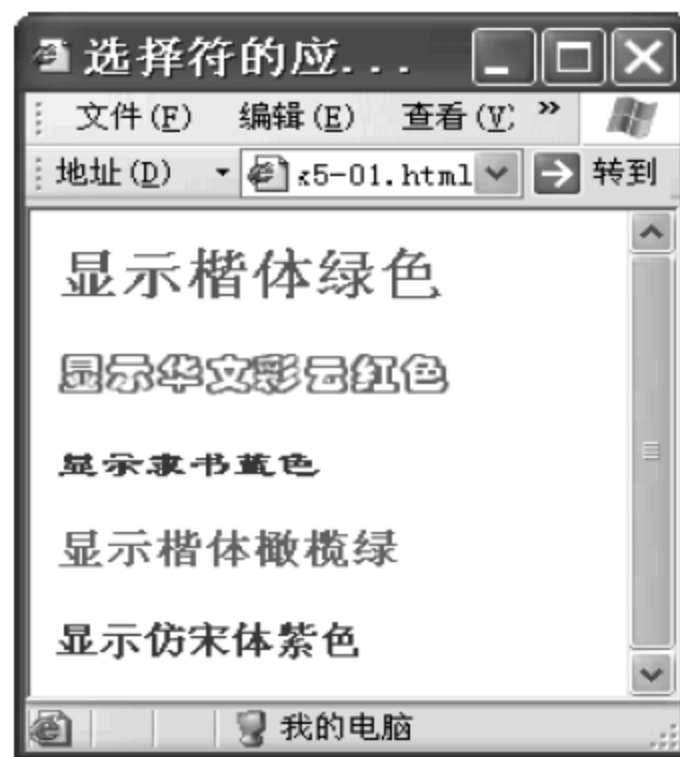 选择符的应...
文件(F) 编辑(E) 查看(V) »
地址(D) 5-01.html 转到
显示楷体绿色
显示华文彩云红色
显示隶书蓝色
显示楷体橄榄绿
显示仿宋体紫色
我的电脑